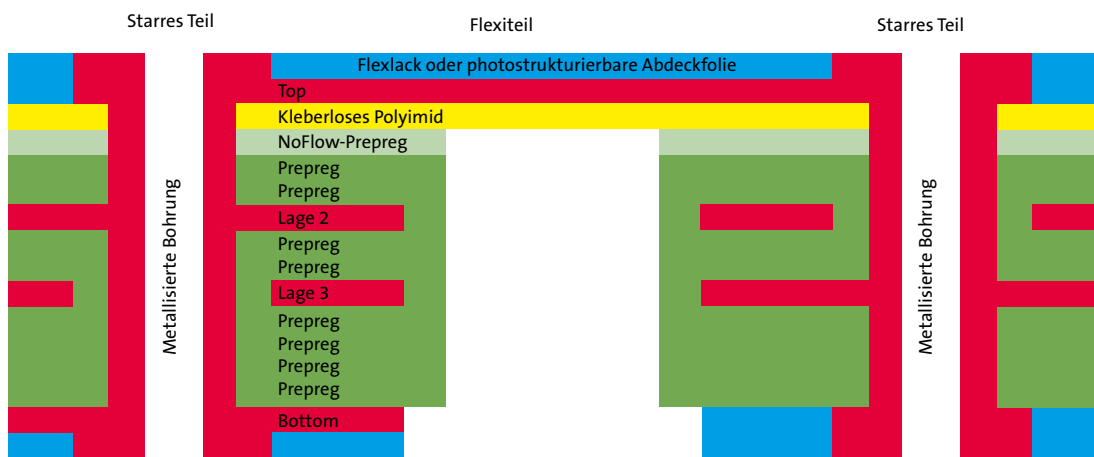 Starres Teil
Flexiteil
Starres Teil
Flexlack oder photostrukturierbare Abdeckfolie
Top
Kleberloses Polyimid
NoFlow-Prepreg
Prepreg
Prepreg
Lage 2
Prepreg
Prepreg
Lage 3
Prepreg
Prepreg
Prepreg
Prepreg
Bottom
Metallisierte Bohrung
Metallisierte Bohrung